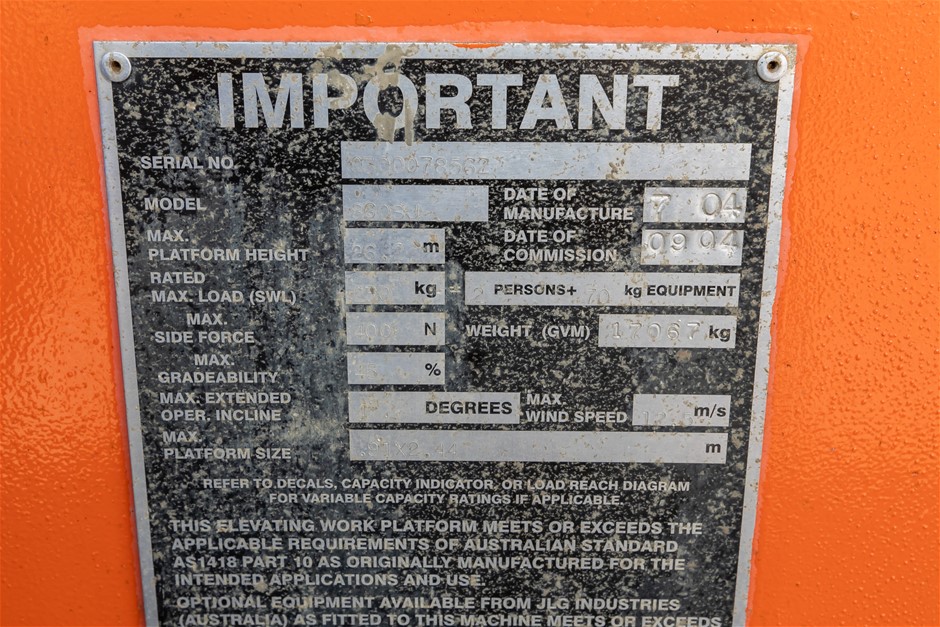 IMPORTANT
SERIAL NO.
MODEL
DATE OF MANUFACTURE 7 04
MAX. PLATFORM HEIGHT m
DATE OF COMMISSION 09 04
RATED MAX. LOAD (SWL) kg = PERSONS+ 70 kg EQUIPMENT
MAX. SIDE FORCE 400 N
WEIGHT (GVM) 17067 kg
MAX. GRADEABILITY %
MAX. EXTENDED OPER. INCLINE DEGREES
MAX. WIND SPEED m/s
MAX. PLATFORM SIZE m
REFER TO DECALS, CAPACITY INDICATOR, OR LOAD REACH DIAGRAM
FOR VARIABLE CAPACITY RATINGS IF APPLICABLE.
THIS ELEVATING WORK PLATFORM MEETS OR EXCEEDS THE
APPLICABLE REQUIREMENTS OF AUSTRALIAN STANDARD
AS1418 PART 10 AS ORIGINALLY MANUFACTURED FOR THE
INTENDED APPLICATIONS AND USE.
OPTIONAL EQUIPMENT AVAILABLE FROM JLG INDUSTRIES
(AUSTRALIA) AS FITTED TO THIS MACHINE MEETS OR EXCEEDS